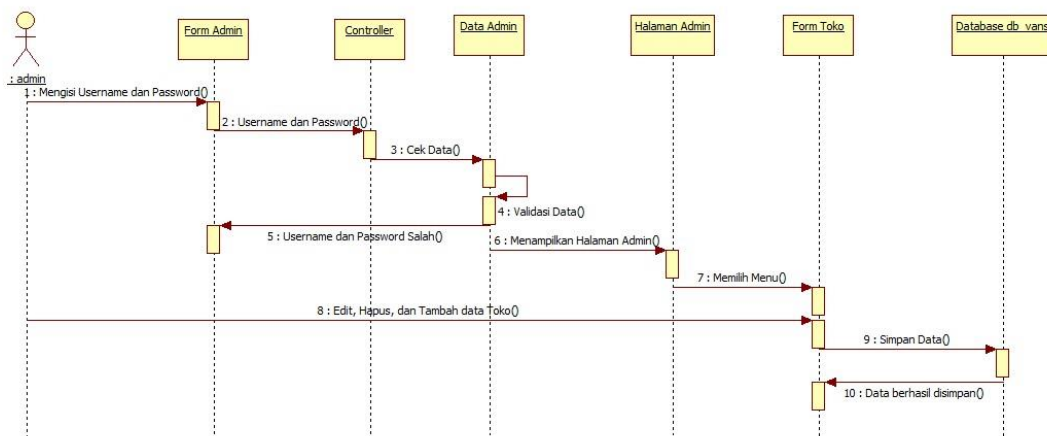 Form Admin
Controller
Data Admin
Halaman Admin
Form Toko
Database db_vans
: admin
1 : Mengisi Username dan Password()
2 : Username dan Password()
3 : Cek Data()
4 : Validasi Data()
5 : Username dan Password Salah()
6 : Menampilkan Halaman Admin()
7 : Memilih Menu()
8 : Edit, Hapus, dan Tambah data Toko()
9 : Simpan Data()
10 : Data berhasil disimpan()